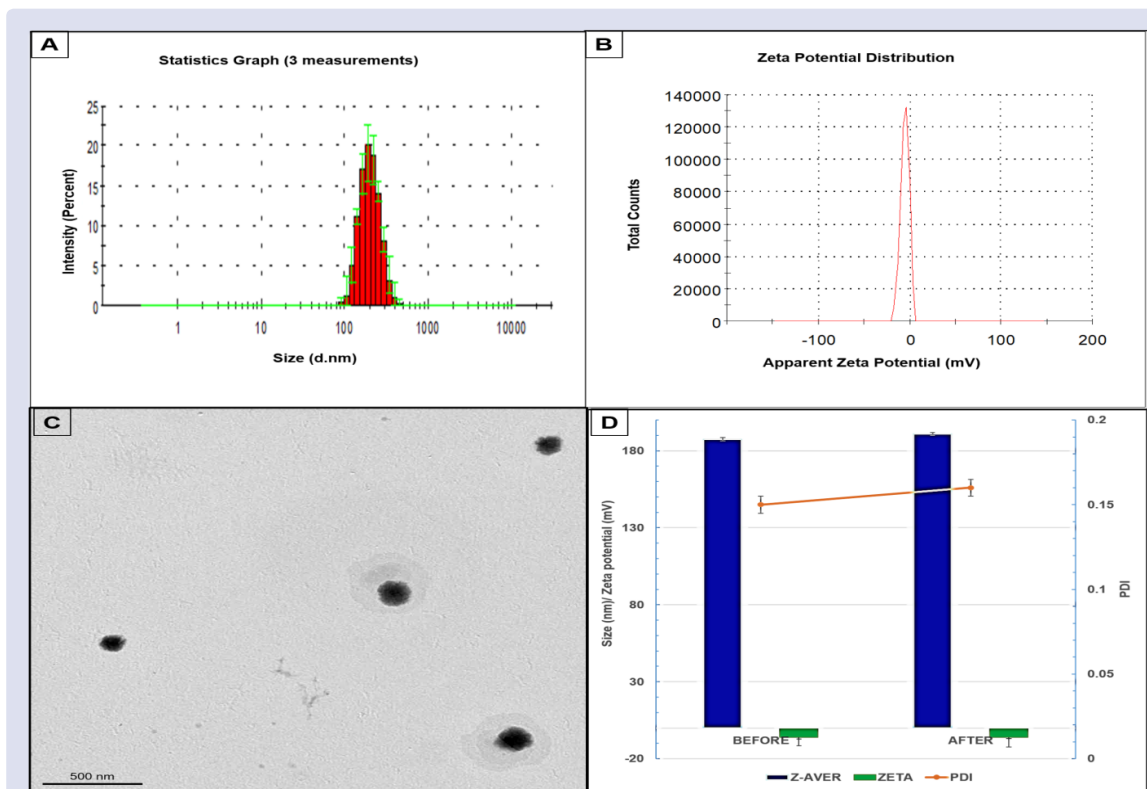 A
Statistics Graph (3 measurements)
25
20
15
10
5
0
Intensity (Percent)
1 10 100 1000 10000
Size (d.nm)
B
Zeta Potential Distribution
140000
120000
100000
80000
60000
40000
20000
0
Total Counts
-100 0 100 200
Apparent Zeta Potential (mV)
C
500 nm
D
180
130
80
30
-20
Size (nm)/ Zeta potential (mV)
0.2
0.15
0.1
0.05
0
PDI
BEFORE AFTER
Z-AVER ZETA PDI